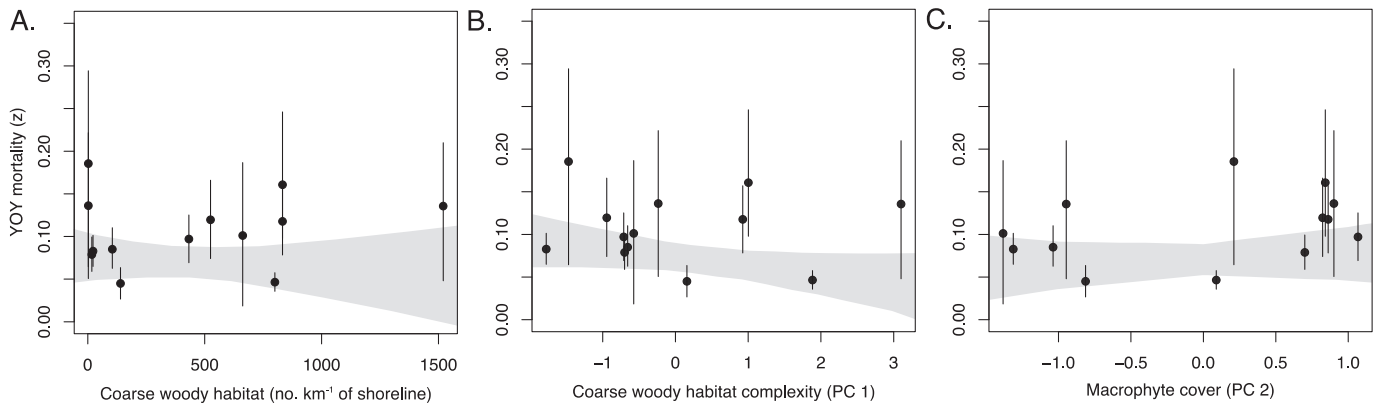 A.
B.
C.
YOY mortality (z)
0.00 0.10 0.20 0.30
0.00 0.10 0.20 0.30
0.00 0.10 0.20 0.30
0 500 1000 1500
−1 0 1 2 3
−1.0 −0.5 0.0 0.5 1.0
Coarse woody habitat (no. km⁻¹ of shoreline)
Coarse woody habitat complexity (PC 1)
Macrophyte cover (PC 2)